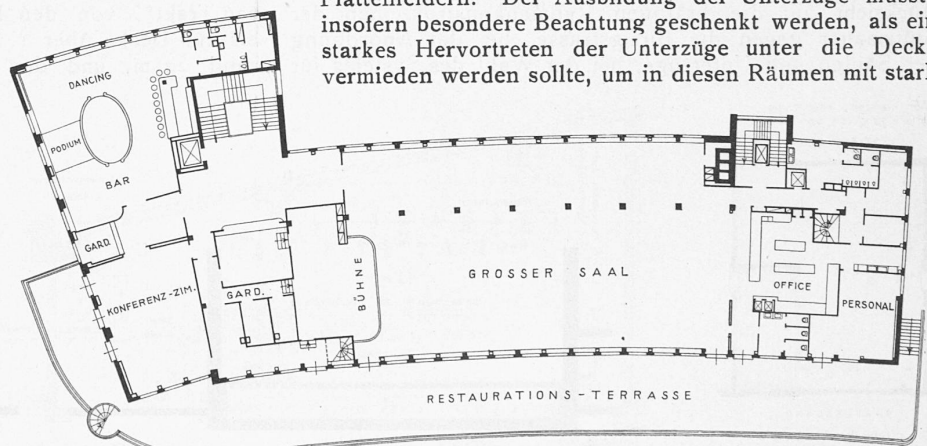 Plattenfeldern. Der Ausbildung der Unterzüge musste
insofern besondere Beachtung geschenkt werden, als ein
starkes Hervortreten der Unterzüge unter die Deck
vermieden werden sollte, um in diesen Räumen mit stark
DANCING
PODIUM
BAR
GARD.
KONFERENZ-ZIM.
GARD.
BÜHNE
GROSSER SAAL
OFFICE
PERSONAL
RESTAURATIONS-TERRASSE